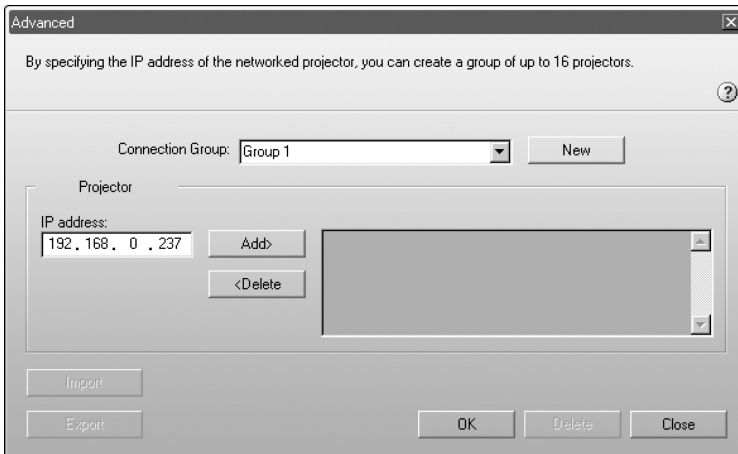 Advanced
By specifying the IP address of the networked projector, you can create a group of up to 16 projectors.
?
Connection Group: Group 1 New
Projector
IP address:
192 . 168 . 0 . 237 Add>
<Delete
Import
Export OK Delete Close